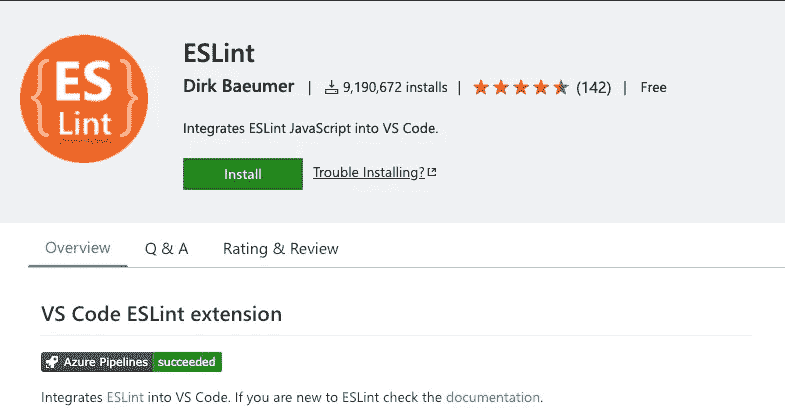 ESLint
{ES
Lint}
Dirk Baeumer | 9,190,672 installs | (142) | Free
Integrates ESLint JavaScript into VS Code.
Install Trouble Installing?
Overview Q & A Rating & Review
VS Code ESLint extension
Azure Pipelines succeeded
Integrates ESLint into VS Code. If you are new to ESLint check the documentation.